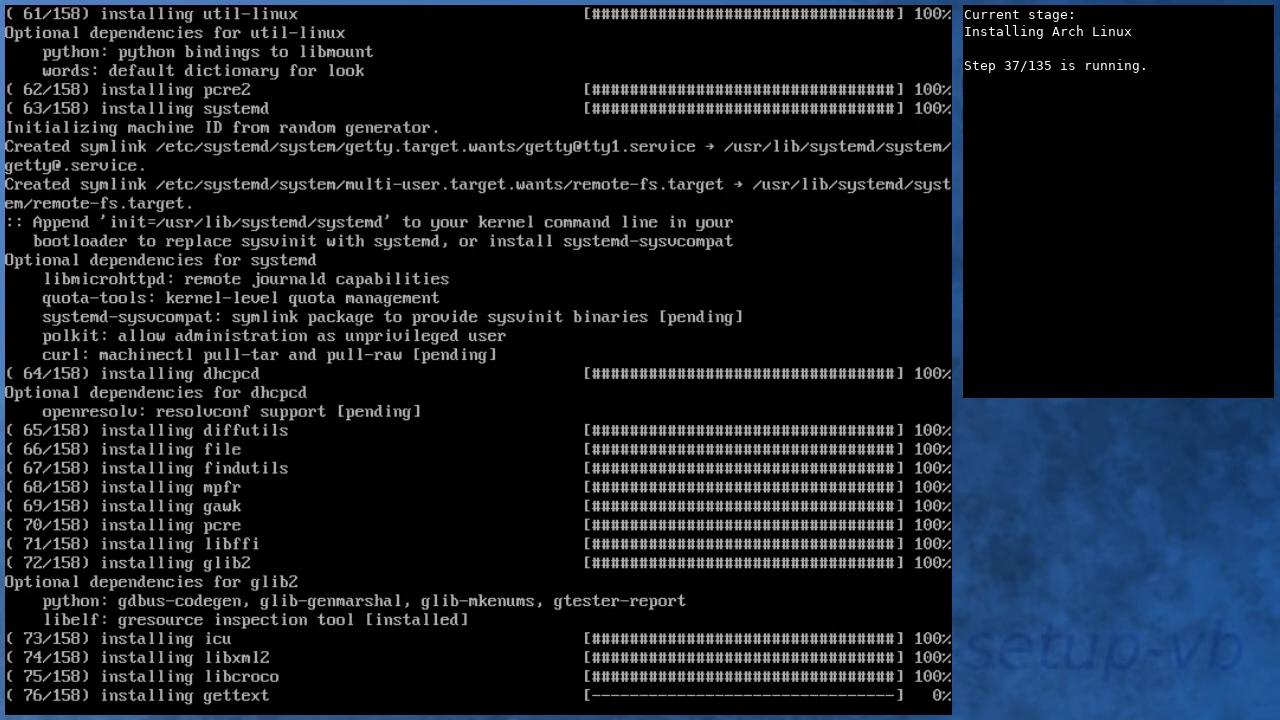 ( 61/158) installing util-linux [################################] 100%
Optional dependencies for util-linux
    python: python bindings to libmount
    words: default dictionary for look
( 62/158) installing pcre2 [################################] 100%
( 63/158) installing systemd [################################] 100%
Initializing machine ID from random generator.
Created symlink /etc/systemd/system/getty.target.wants/getty@tty1.service → /usr/lib/systemd/system/
getty@.service.
Created symlink /etc/systemd/system/multi-user.target.wants/remote-fs.target → /usr/lib/systemd/syst
em/remote-fs.target.
:: Append 'init=/usr/lib/systemd/systemd' to your kernel command line in your
   bootloader to replace sysvinit with systemd, or install systemd-sysvcompat
Optional dependencies for systemd
    libmicrohttpd: remote journald capabilities
    quota-tools: kernel-level quota management
    systemd-sysvcompat: symlink package to provide sysvinit binaries [pending]
    polkit: allow administration as unprivileged user
    curl: machinectl pull-tar and pull-raw [pending]
( 64/158) installing dhcpcd [################################] 100%
Optional dependencies for dhcpcd
    openresolv: resolvconf support [pending]
( 65/158) installing diffutils [################################] 100%
( 66/158) installing file [################################] 100%
( 67/158) installing findutils [################################] 100%
( 68/158) installing mpfr [################################] 100%
( 69/158) installing gawk [################################] 100%
( 70/158) installing pcre [################################] 100%
( 71/158) installing libffi [################################] 100%
( 72/158) installing glib2 [################################] 100%
Optional dependencies for glib2
    python: gdbus-codegen, glib-genmarshal, glib-mkenums, gtester-report
    libelf: gresource inspection tool [installed]
( 73/158) installing icu [################################] 100%
( 74/158) installing libxml2 [################################] 100%
( 75/158) installing libcroco [################################] 100%
( 76/158) installing gettext [--------------------------------] 0%
Current stage:
Installing Arch Linux
Step 37/135 is running.
setup-vb